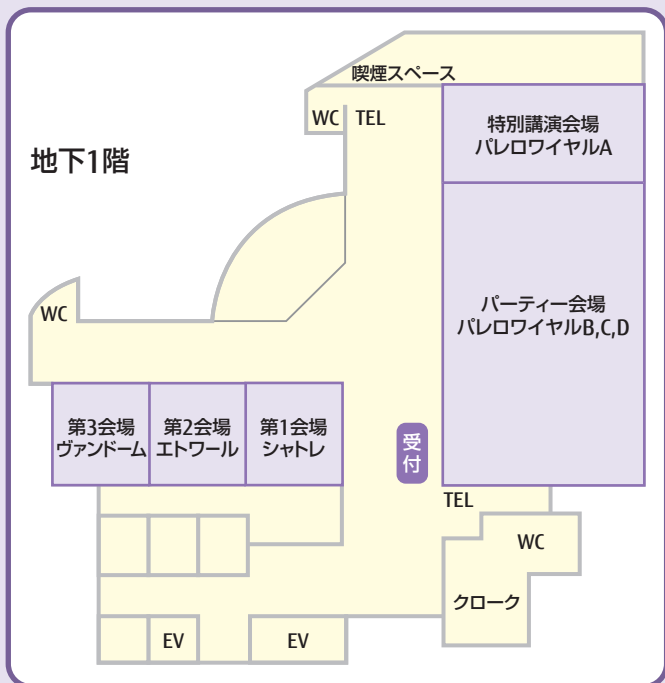 喫煙スペース
WC
TEL
特別講演会場
パレロワイヤルA
地下1階
パーティー会場
パレロワイヤルB,C,D
WC
第3会場
ヴァンドーム
第2会場
エトワール
第1会場
シャトレ
受付
TEL
WC
クローク
EV
EV